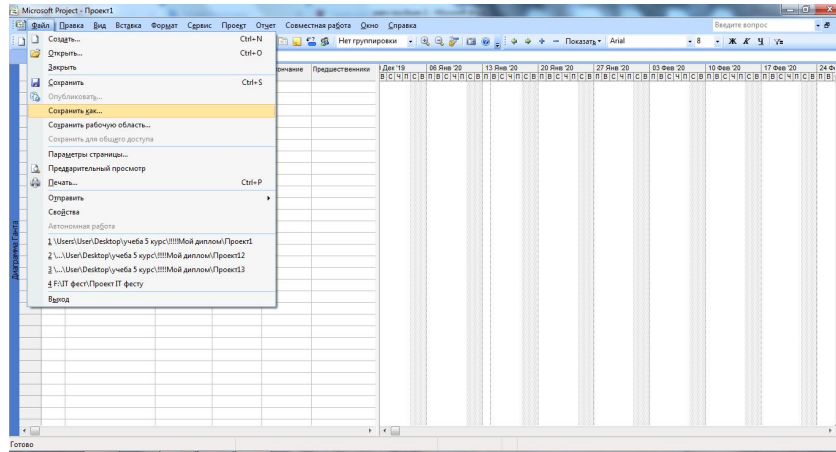 Microsoft Project - Проект1
Файл Правка Вид Вставка Формат Сервис Проект Отчет Совместная работа Окно Справка Введите вопрос
Создать... Ctrl+N
Нет группировки Показать Arial 8 Ж К Ч
Открыть... Ctrl+O
Закрыть
Предшественники
Дек '19 06 Янв '20 13 Янв '20 20 Янв '20 27 Янв '20 03 Фев '20 10 Фев '20 17 Фев '20
В С Ч П С В П В С Ч П С В П В С Ч П С В П В С Ч П С В П В С Ч П С В П В С Ч П С В П В С Ч П С В П В С Ч П С В П В
Сохранить Ctrl+S
Опубликовать...
Сохранить как...
Сохранить рабочую область...
Сохранить для общего доступа
Параметры страницы...
Предварительный просмотр
Печать... Ctrl+P
Отправить
Свойства
Автономная работа
1 \Users\User\Desktop\учеба 5 курс\!!!!Мой диплом\Проект1
2 \...\User\Desktop\учеба 5 курс\!!!!Мой диплом\Проект12
3 \...\User\Desktop\учеба 5 курс\!!!!Мой диплом\Проект13
4 F:\IT фест\Проект IT фесту
Выход
Диаграмма Ганта
Готово